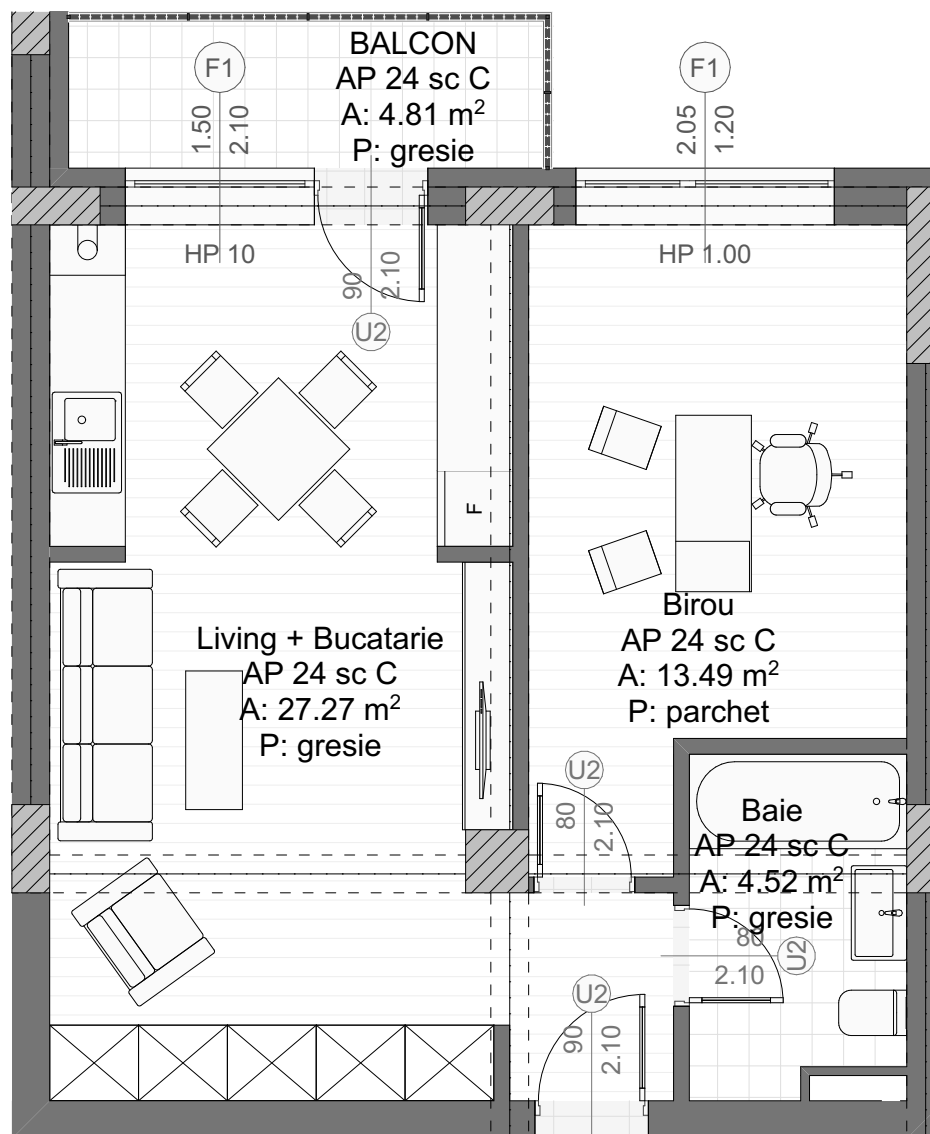 BALCON
AP 24 sc C
A: 4.81 m²
P: gresie
F1
1.50
2.10
F1
2.05
1.20
HP 10
HP 1.00
90
2.10
U2
F
Living + Bucatarie
AP 24 sc C
A: 27.27 m²
P: gresie
Birou
AP 24 sc C
A: 13.49 m²
P: parchet
U2
80
2.10
Baie
AP 24 sc C
A: 4.52 m²
P: gresie
80
2.10
U2
U2
90
2.10